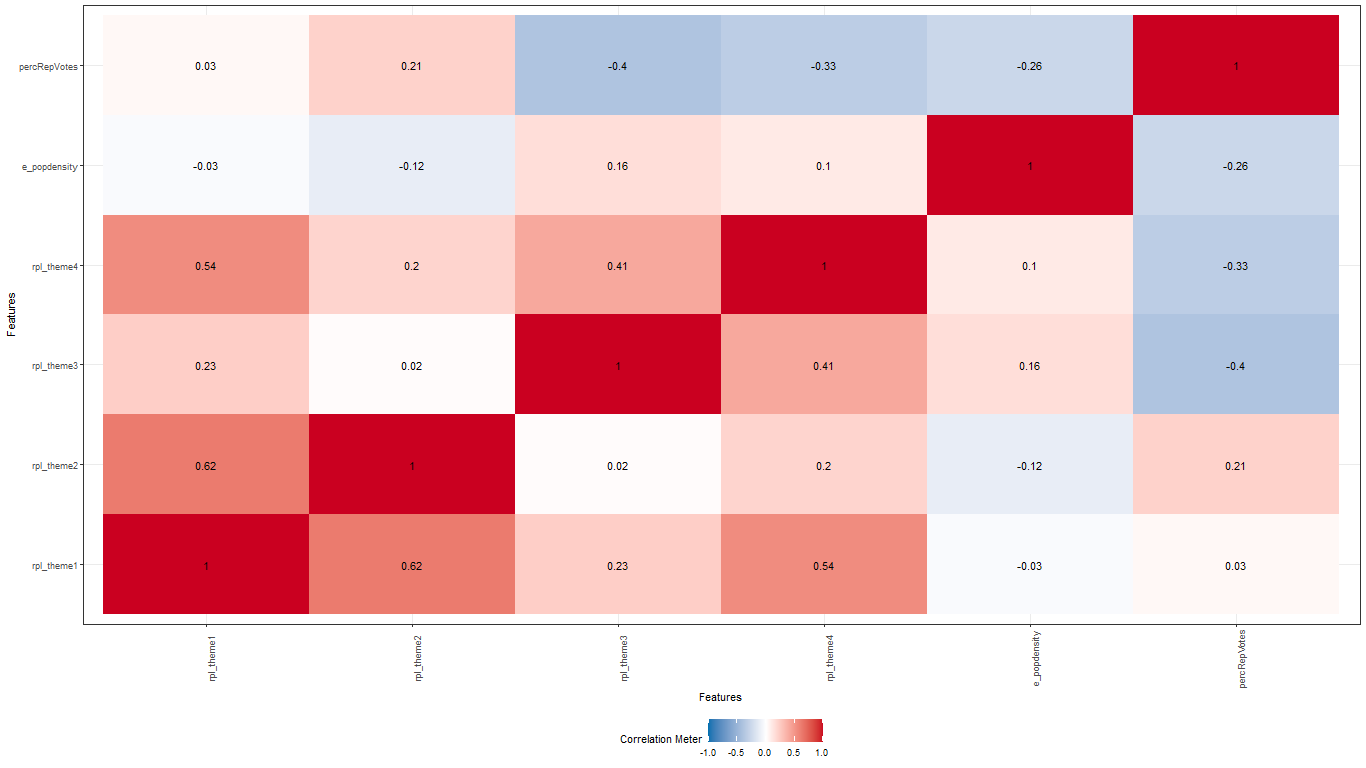 percRepVotes 0.03 0.21 -0.4 -0.33 -0.26 1
e_popdensity -0.03 -0.12 0.16 0.1 1 -0.26
rpl_theme4 0.54 0.2 0.41 1 0.1 -0.33
Features
rpl_theme3 0.23 0.02 1 0.41 0.16 -0.4
rpl_theme2 0.62 1 0.02 0.2 -0.12 0.21
rpl_theme1 1 0.62 0.23 0.54 -0.03 0.03
rpl_theme1 rpl_theme2 rpl_theme3 rpl_theme4 e_popdensity percRepVotes
Features
Correlation Meter
-1.0 -0.5 0.0 0.5 1.0